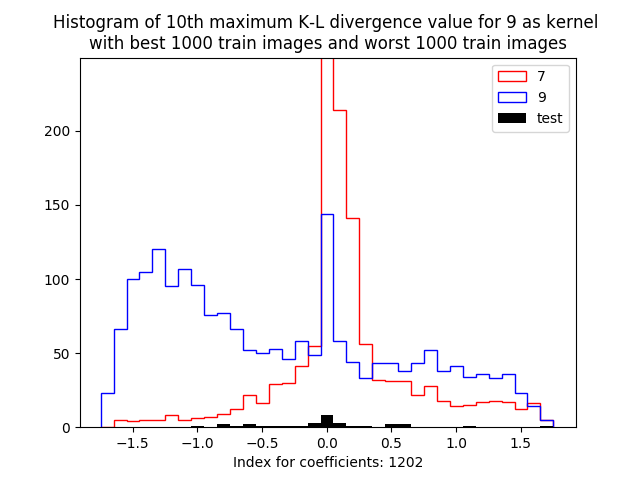 Histogram of 10th maximum K-L divergence value for 9 as kernel
with best 1000 train images and worst 1000 train images
7
9
test
200
150
100
50
0
−1.5 −1.0 −0.5 0.0 0.5 1.0 1.5
Index for coefficients: 1202